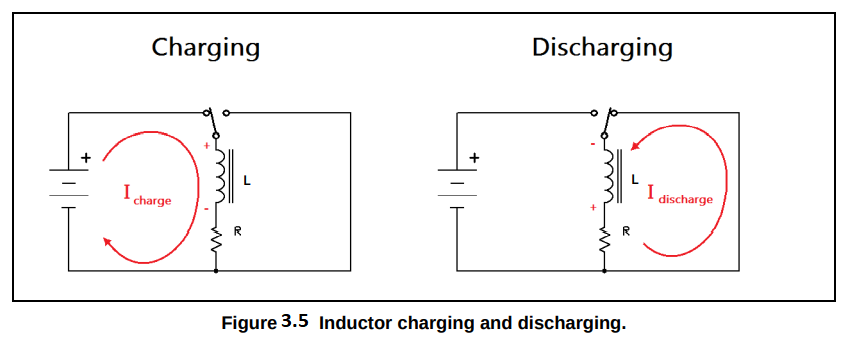 Charging
Discharging
+
+
L
-
I charge
R
+
-
L
I discharge
+
R
Figure 3.5 Inductor charging and discharging.